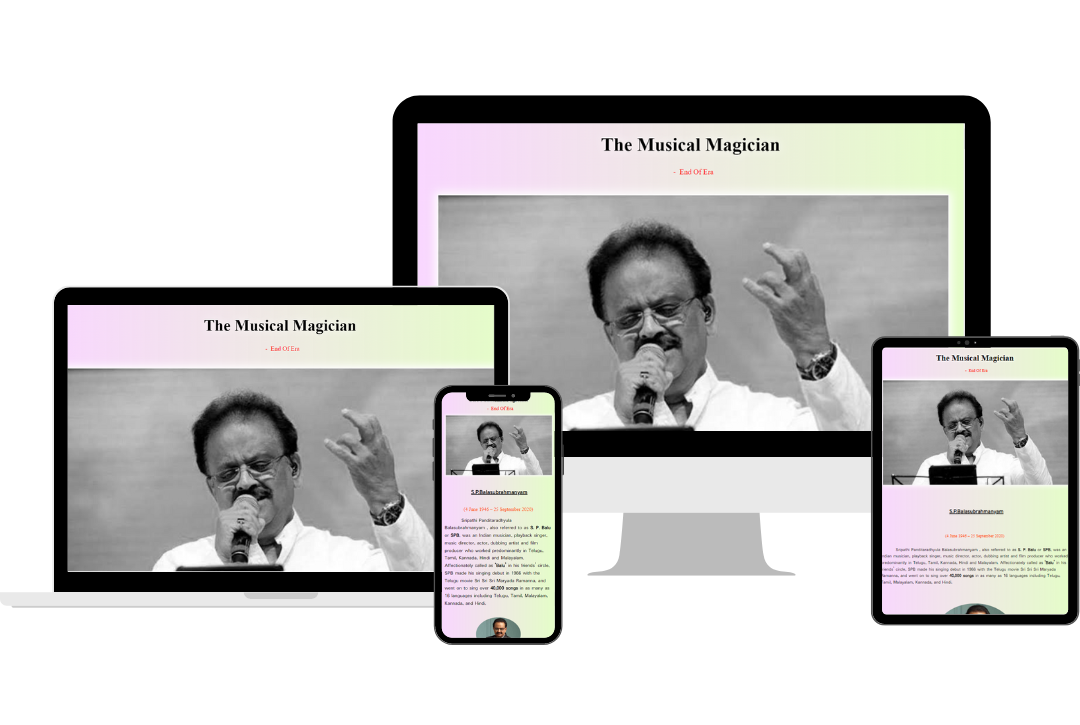 The Musical Magician
- End Of Era
The Musical Magician
- End Of Era
- End Of Era
S.P.Balasubrahmanyam
(4 June 1946 – 25 September 2020)
Sripathi Panditaradhyula
Balasubrahmanyam , also referred to as S. P. Balu
or SPB, was an Indian musician, playback singer,
music director, actor, dubbing artist and film
producer who worked predominantly in Telugu,
Tamil, Kannada, Hindi and Malayalam.
Affectionately called as "Balu" in his friends' circle,
SPB made his singing debut in 1966 with the
Telugu movie Sri Sri Sri Maryada Ramanna, and
went on to sing over 40,000 songs in as many as
16 languages including Telugu, Tamil, Malayalam,
Kannada, and Hindi.
The Musical Magician
- End Of Era
S.P.Balasubrahmanyam
(4 June 1946 – 25 September 2020)
Sripathi Panditaradhyula Balasubrahmanyam , also referred to as S. P. Balu or SPB, was an
Indian musician, playback singer, music director, actor, dubbing artist and film producer who worked
predominantly in Telugu, Tamil, Kannada, Hindi and Malayalam. Affectionately called as "Balu" in his
friends' circle, SPB made his singing debut in 1966 with the Telugu movie Sri Sri Sri Maryada
Ramanna, and went on to sing over 40,000 songs in as many as 16 languages including Telugu,
Tamil, Malayalam, Kannada, and Hindi.